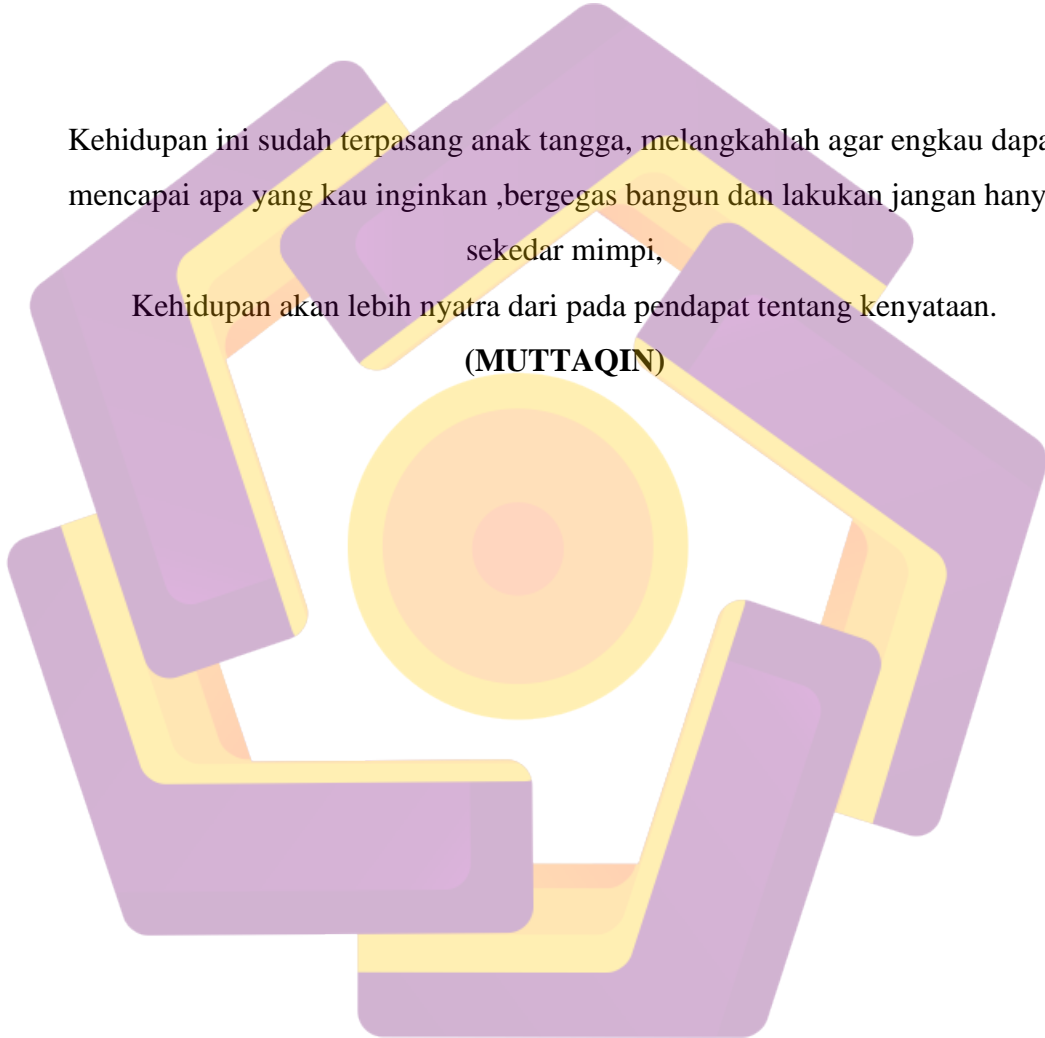 Kehidupan ini sudah terpasang anak tangga, melangkahlah agar engkau dapa
mencapai apa yang kau inginkan ,bergegas bangun dan lakukan jangan hany
sekedar mimpi,
Kehidupan akan lebih nyatra dari pada pendapat tentang kenyataan.
(MUTTAQIN)